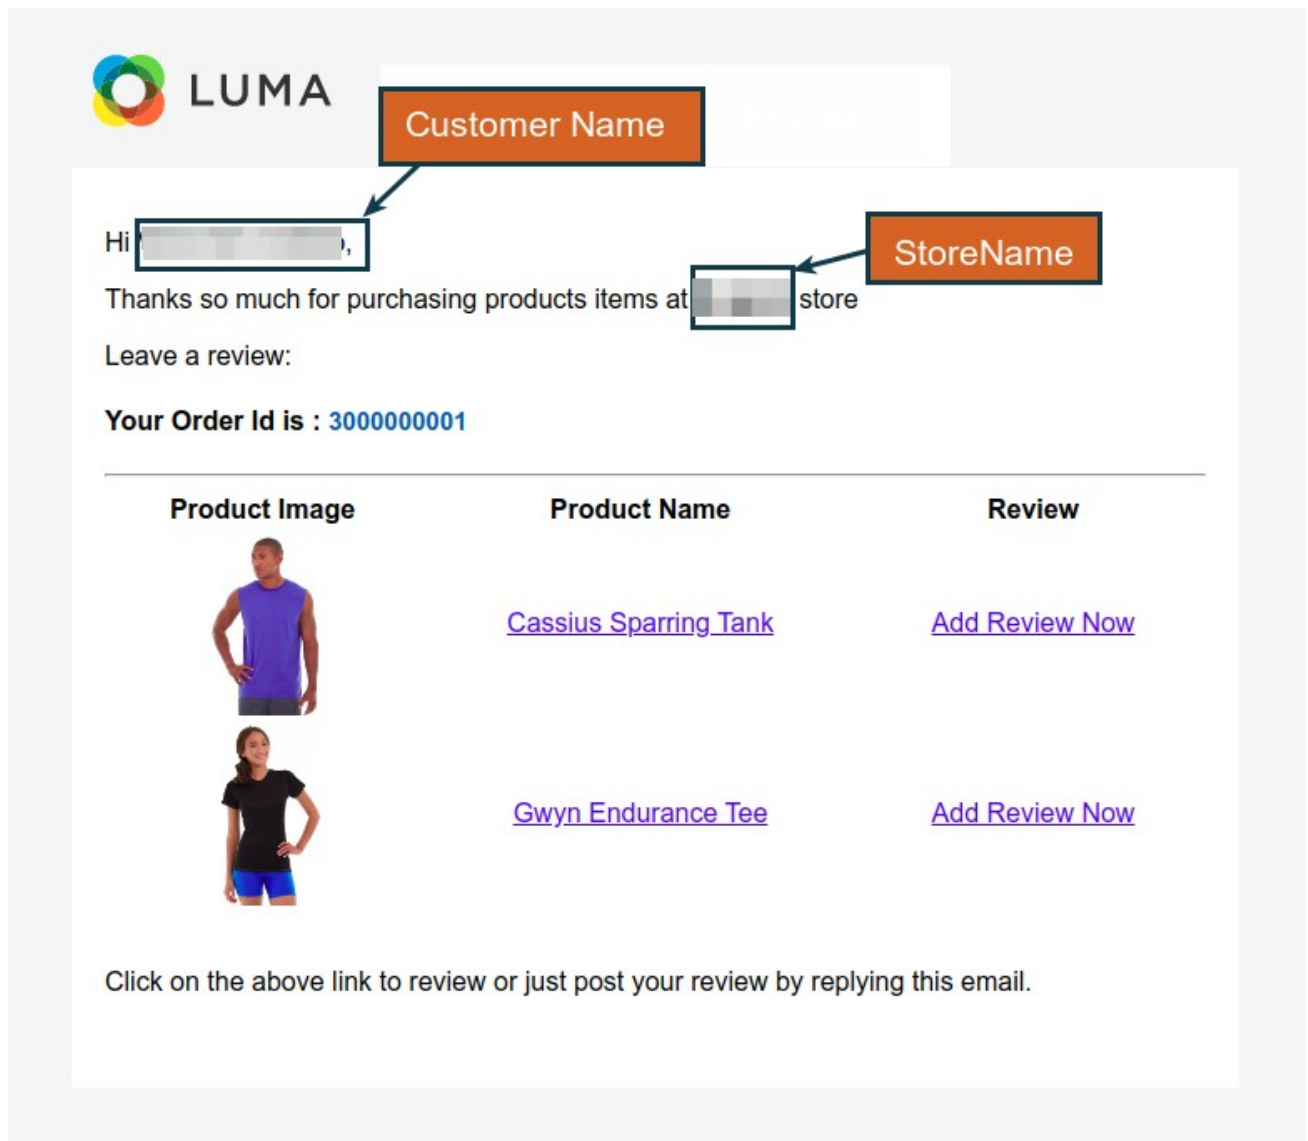 LUMA
Customer Name
Hi ,
StoreName
Thanks so much for purchasing products items at store
Leave a review:
Your Order Id is : 3000000001
Product Image Product Name Review
Cassius Sparring Tank Add Review Now
Gwyn Endurance Tee Add Review Now
Click on the above link to review or just post your review by replying this email.